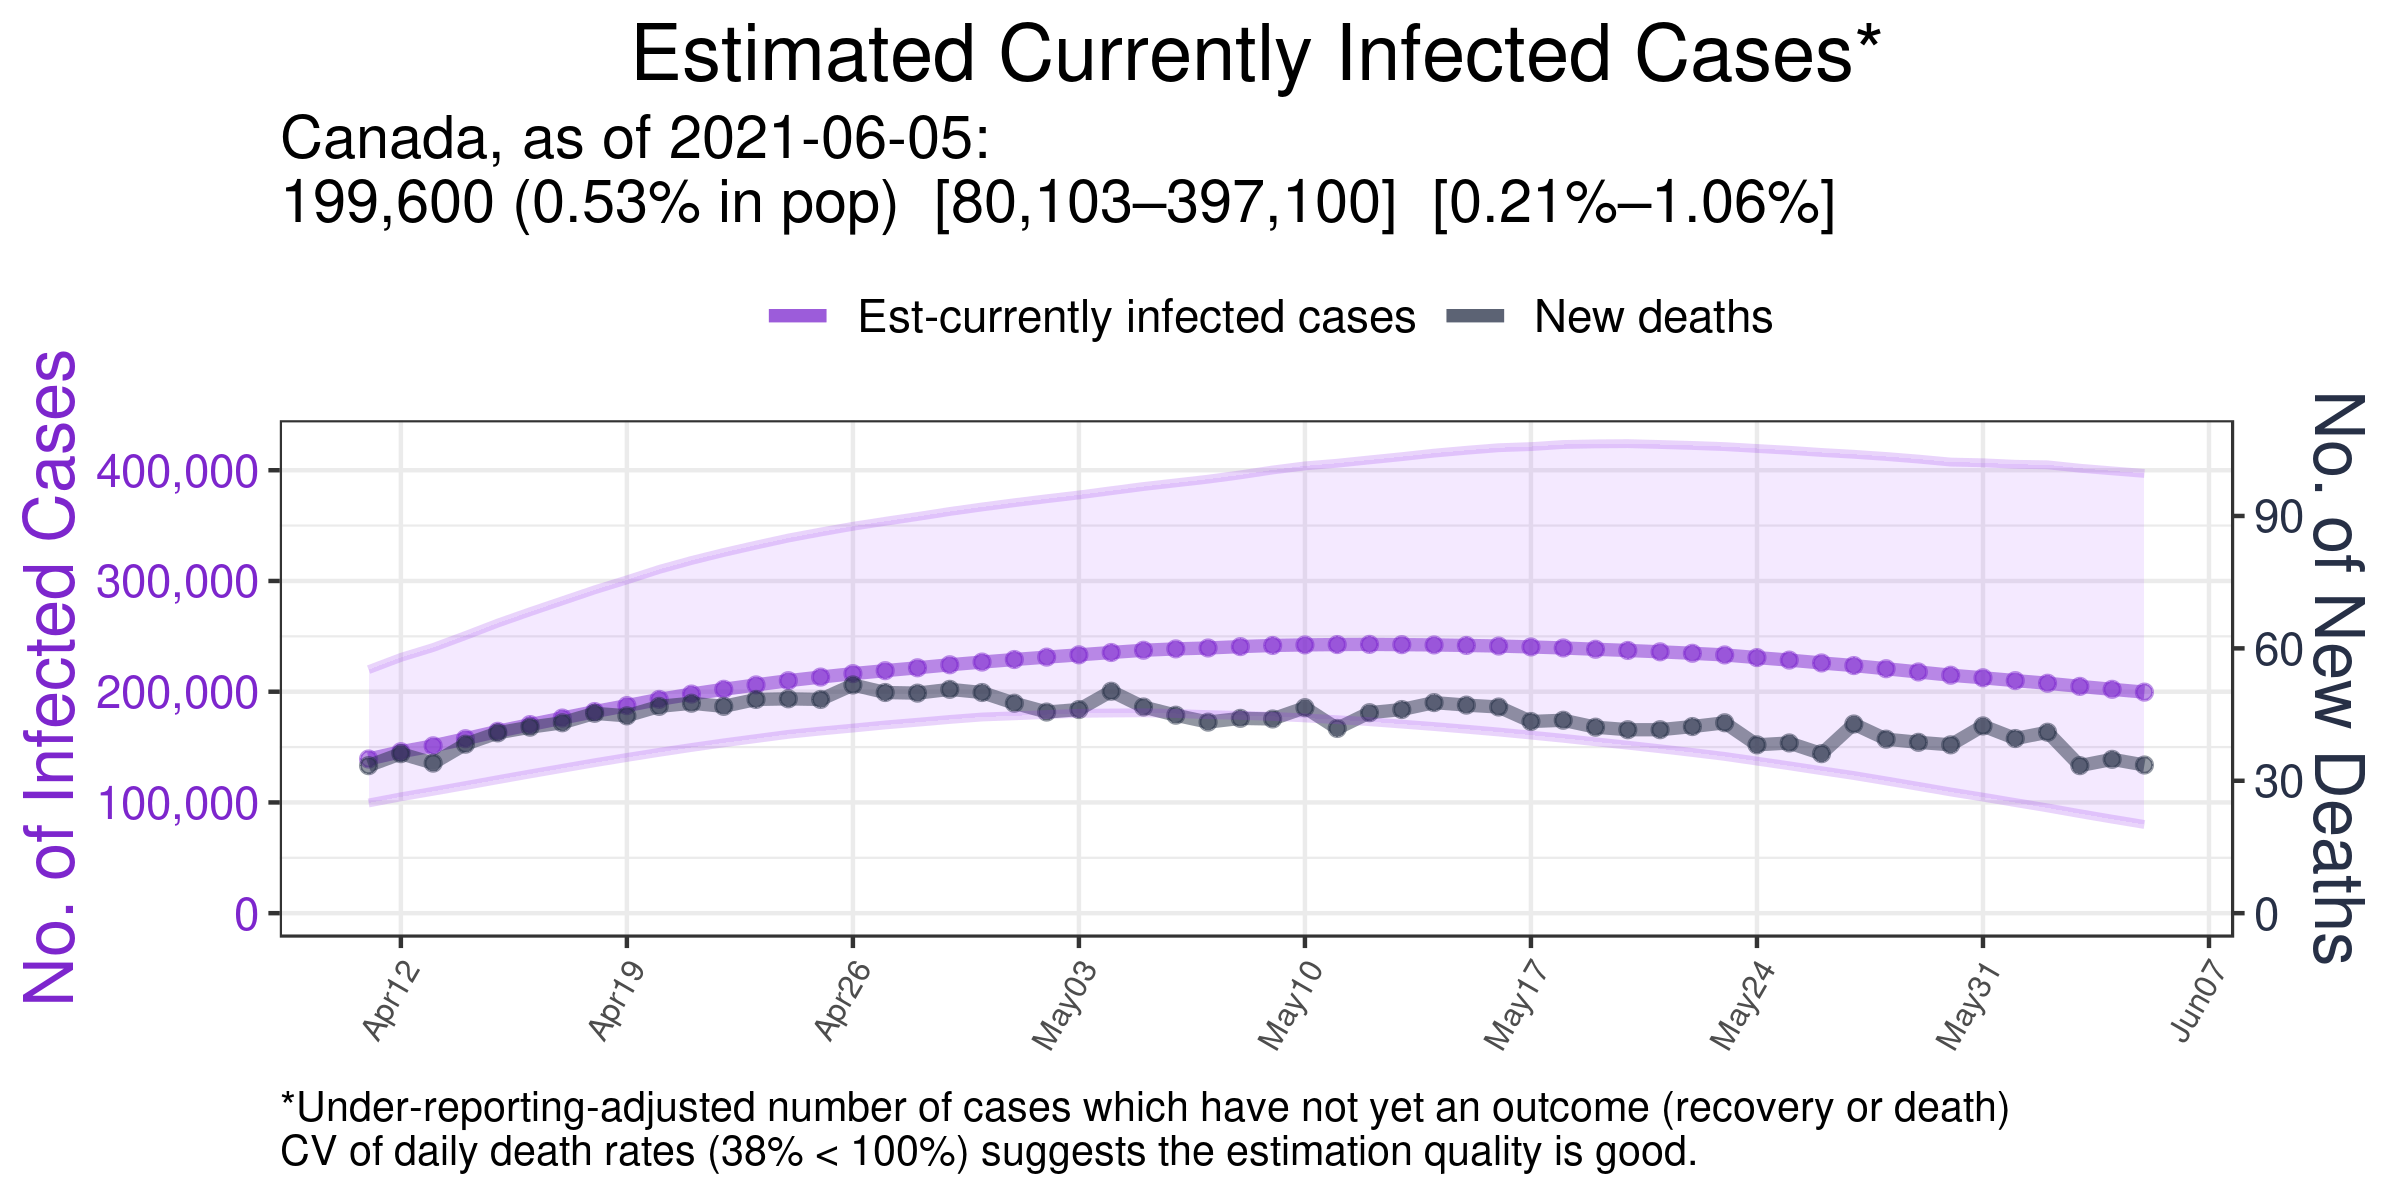 Estimated Currently Infected Cases*
Canada, as of 2021-06-05:
199,600 (0.53% in pop)  [80,103–397,100]  [0.21%–1.06%]
Est-currently infected cases
New deaths
No. of Infected Cases
400,000
300,000
200,000
100,000
0
90
60
30
0
No. of New Deaths
Apr12
Apr19
Apr26
May03
May10
May17
May24
May31
Jun07
*Under-reporting-adjusted number of cases which have not yet an outcome (recovery or death)
CV of daily death rates (38% < 100%) suggests the estimation quality is good.